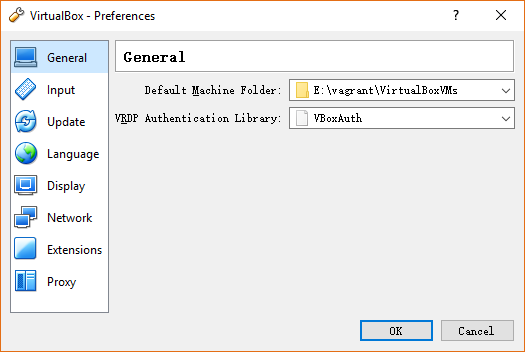 VirtualBox - Preferences
General
Input
Update
Language
Display
Network
Extensions
Proxy
General
Default Machine Folder: E:\vagrant\VirtualBoxVMs
VRDP Authentication Library: VBoxAuth
OK Cancel